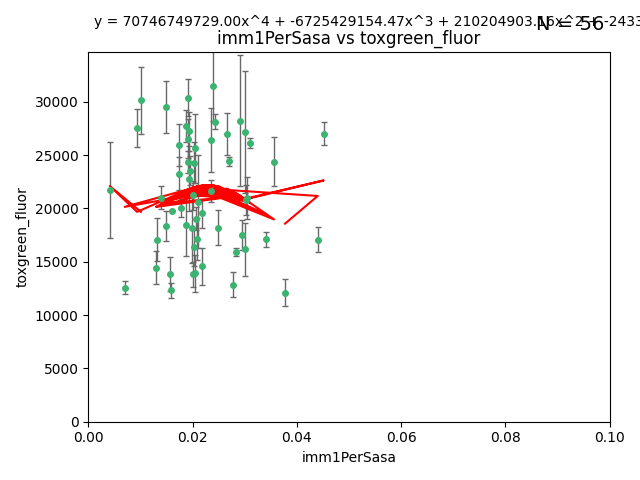 y = 70746749729.00x^4 + -6725429154.47x^3 + 210204903.16x^2 + -2433
N = 56
imm1PerSasa vs toxgreen_fluor
30000
25000
20000
15000
10000
5000
0
toxgreen_fluor
0.00 0.02 0.04 0.06 0.08 0.10
imm1PerSasa